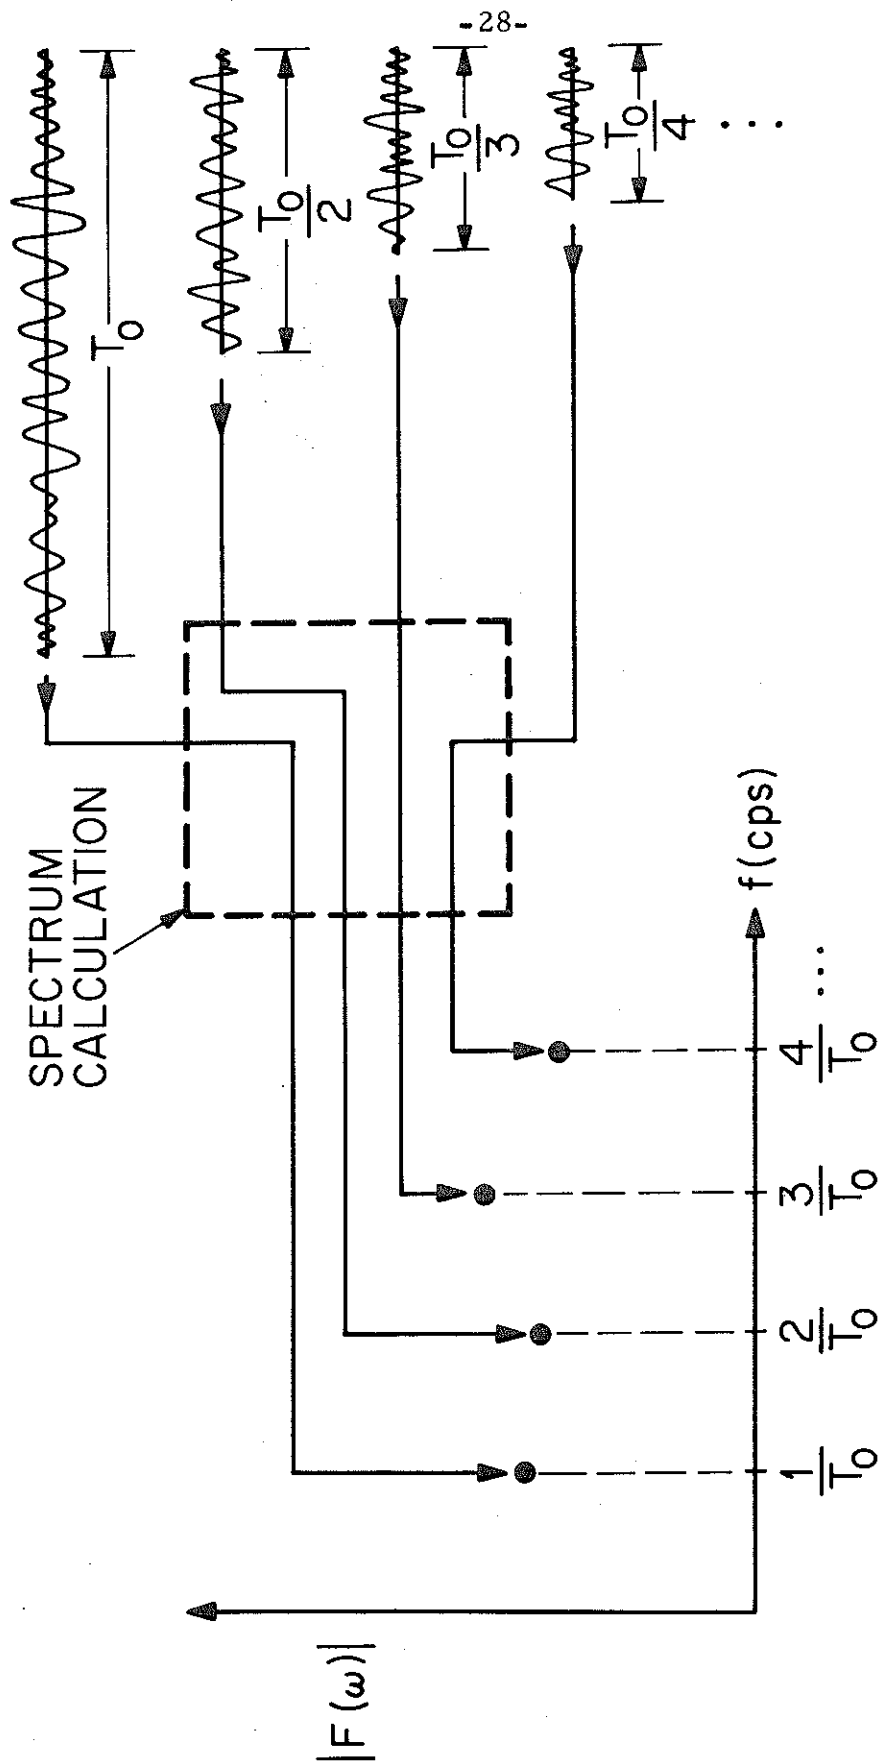 -28-
SPECTRUM
CALCULATION
T₀
T₀/2
T₀/3
T₀/4
...
|F(ω)|
1/T₀
2/T₀
3/T₀
4/T₀
...
f(cps)